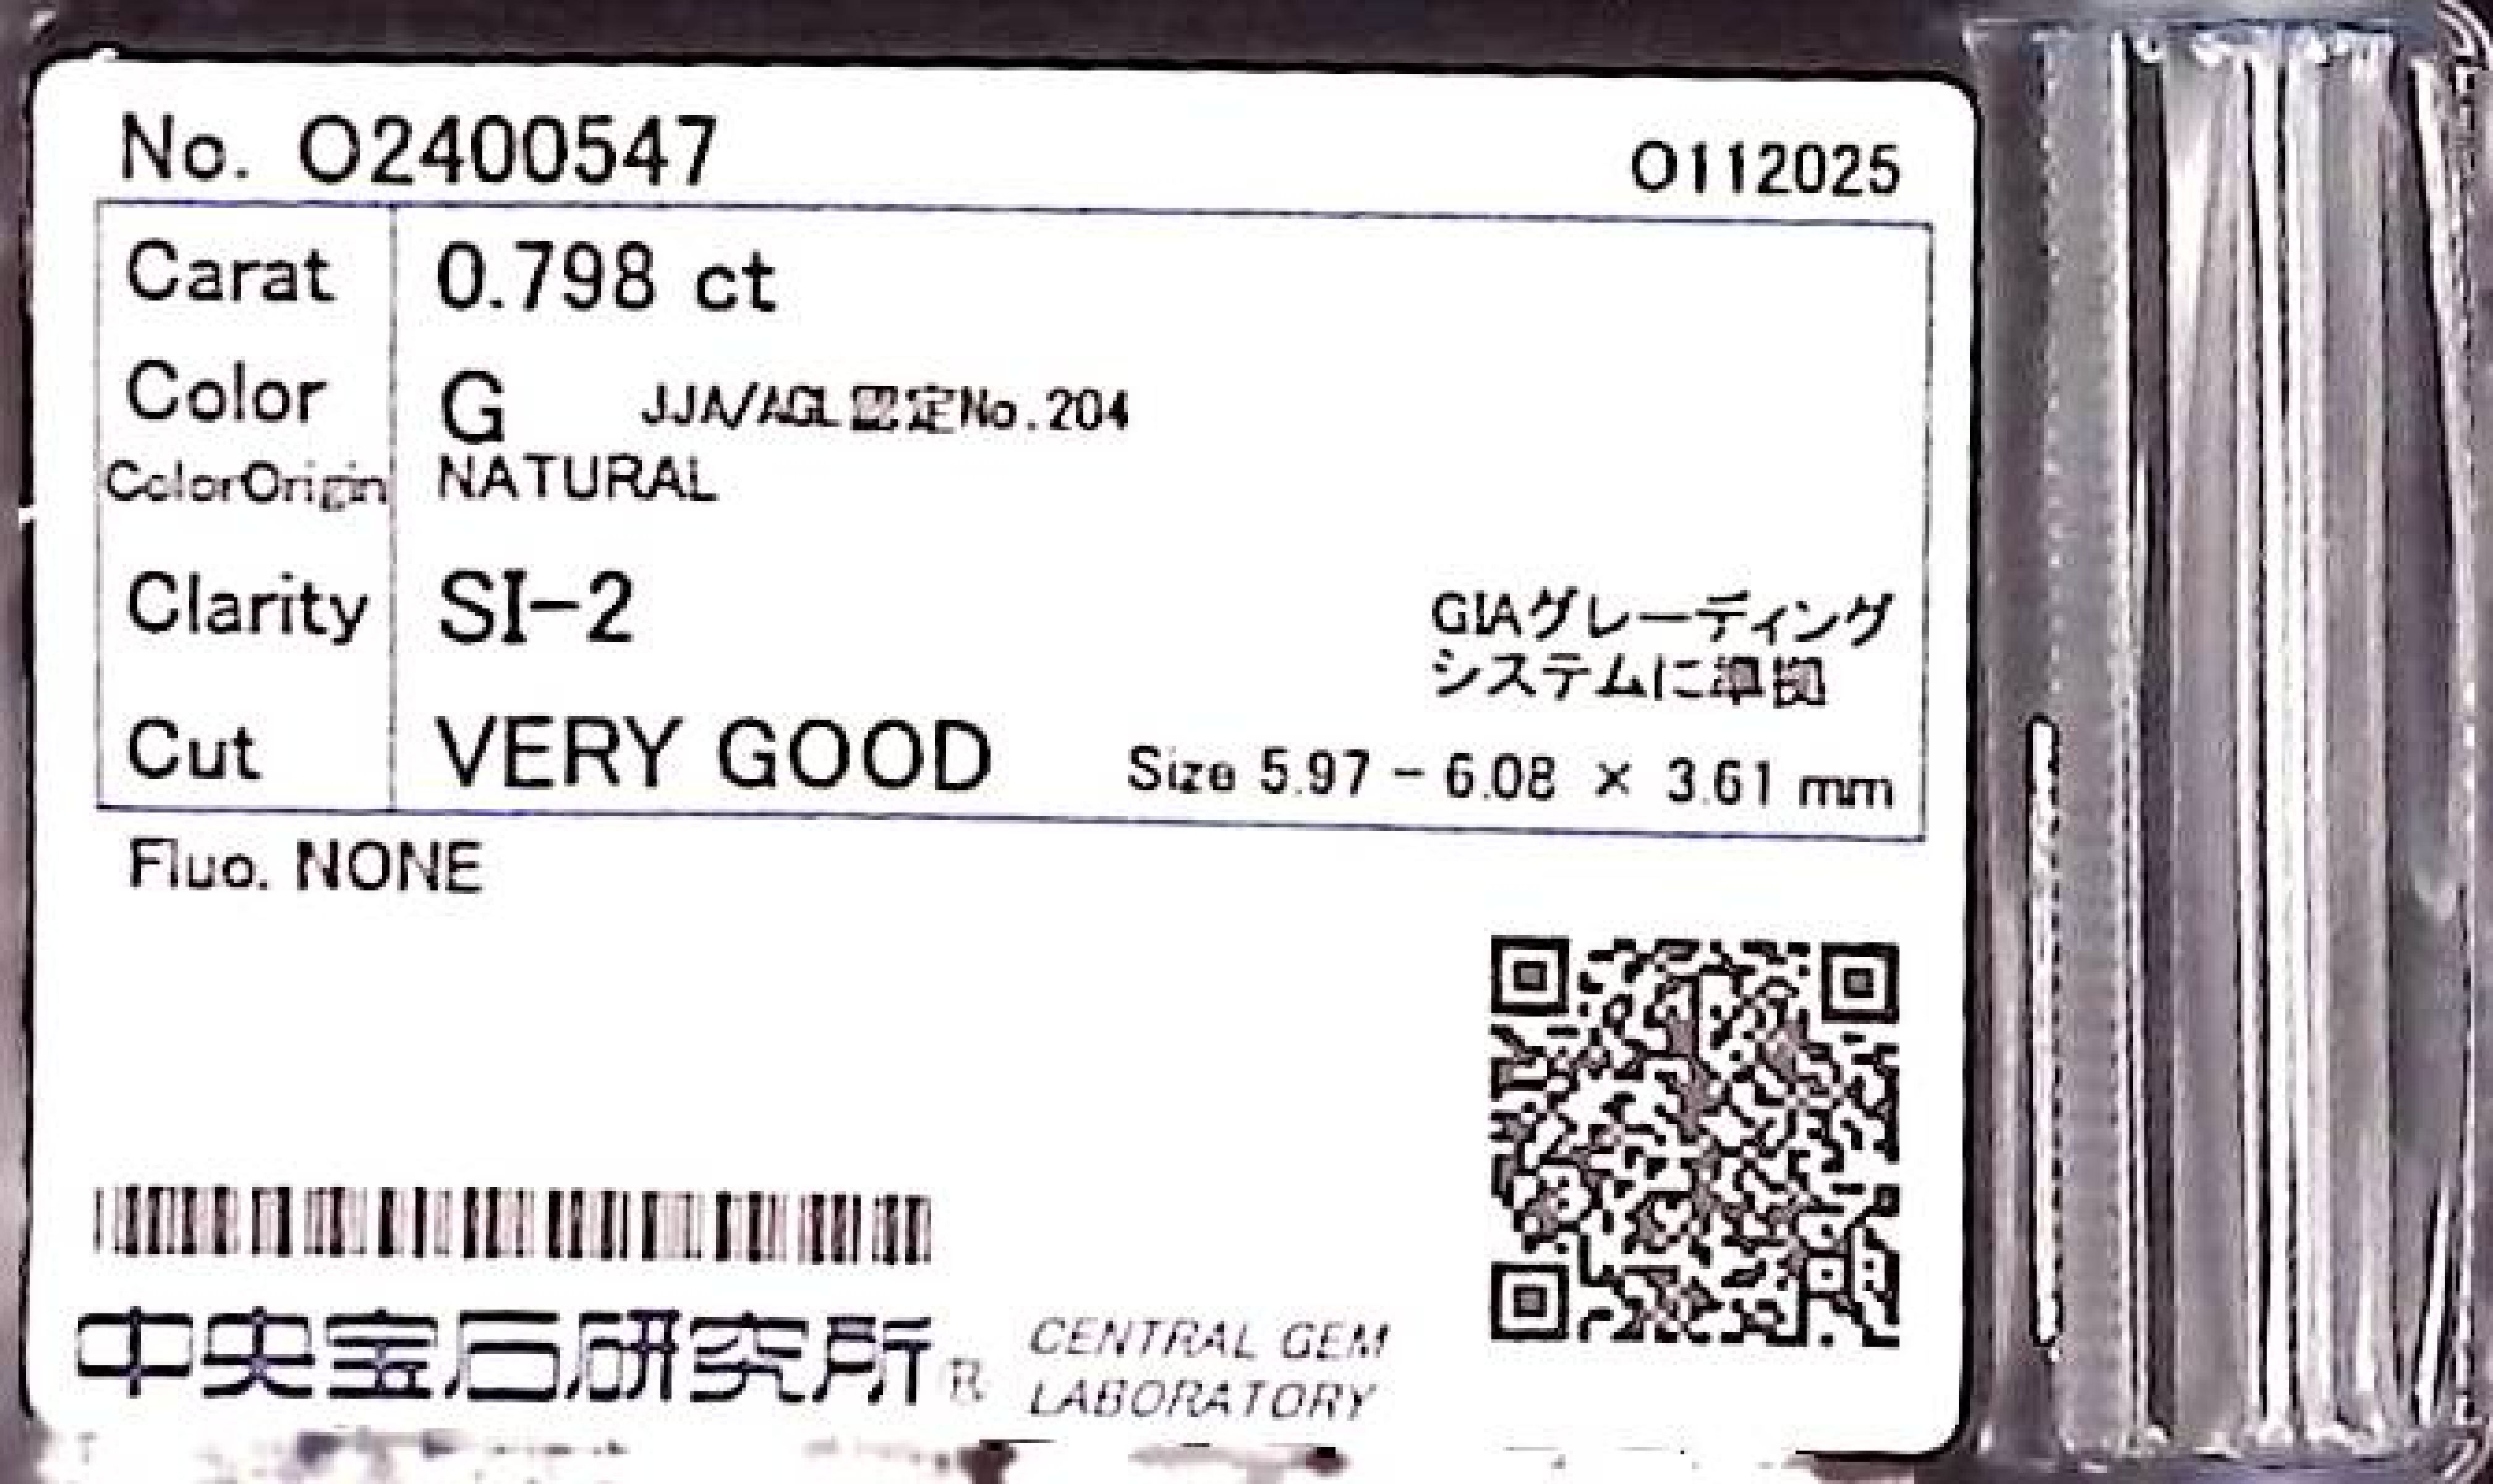 No. O2400547 O112025
Carat 0.798 ct
Color G JJA/AGL認定No.204
ColorOrigin NATURAL
Clarity SI-2
GIAグレーディング
システムに準拠
Cut VERY GOOD Size 5.97 - 6.08 × 3.61 mm
Fluo. NONE
中央宝石研究所® CENTRAL GEM
LABORATORY